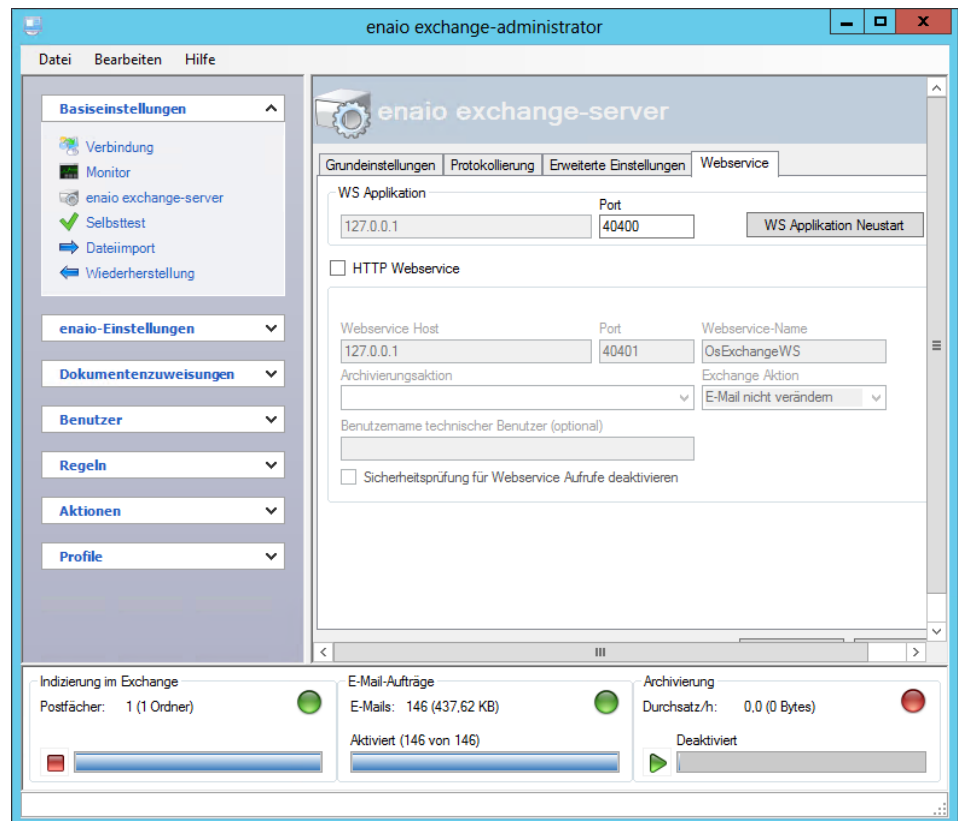 enaio exchange-administrator
Datei Bearbeiten Hilfe
Basiseinstellungen
Verbindung
Monitor
enaio exchange-server
Selbsttest
Dateiimport
Wiederherstellung
enaio-Einstellungen
Dokumentenzuweisungen
Benutzer
Regeln
Aktionen
Profile
enaio exchange-server
Grundeinstellungen Protokollierung Erweiterte Einstellungen Webservice
WS Applikation
Port
127.0.0.1 40400 WS Applikation Neustart
HTTP Webservice
Webservice Host Port Webservice-Name
127.0.0.1 40401 OsExchangeWS
Archivierungsaktion Exchange Aktion
E-Mail nicht verändern
Benutzername technischer Benutzer (optional)
Sicherheitsprüfung für Webservice Aufrufe deaktivieren
Indizierung im Exchange
Postfächer: 1 (1 Ordner)
E-Mail-Aufträge
E-Mails: 146 (437,62 KB)
Aktiviert (146 von 146)
Archivierung
Durchsatz/h: 0,0 (0 Bytes)
Deaktiviert